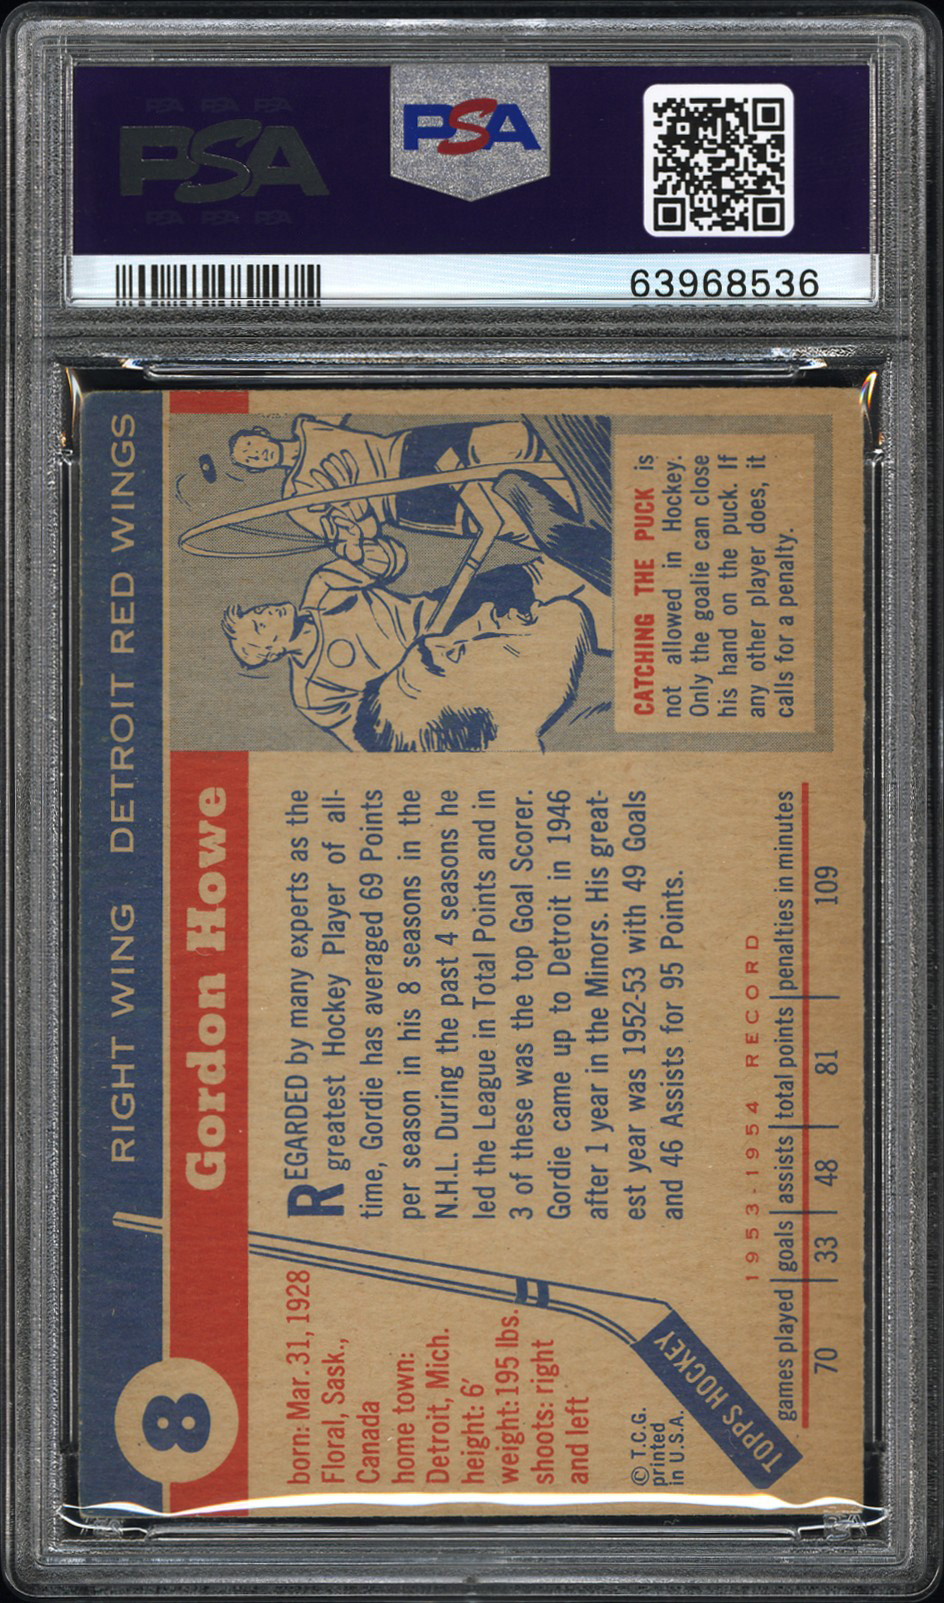 PSA PSA PSA
PSA
PSA PSA PSA
PSA
63968536
8
RIGHT WING DETROIT RED WINGS
Gordon Howe
born: Mar. 31, 1928
Floral, Sask.,
Canada
home town:
Detroit, Mich.
height: 6'
weight: 195 lbs.
shoots: right
and left
© T.C.G.
printed
in U.S.A.
TOPPS HOCKEY
REGARDED by many experts as the
greatest Hockey Player of all-
time, Gordie has averaged 69 Points
per season in his 8 seasons in the
N.H.L. During the past 4 seasons he
led the League in Total Points and in
3 of these was the top Goal Scorer.
Gordie came up to Detroit in 1946
after 1 year in the Minors. His great-
est year was 1952-53 with 49 Goals
and 46 Assists for 95 Points.
CATCHING THE PUCK is
not allowed in Hockey.
Only the goalie can close
his hand on the puck. If
any other player does, it
calls for a penalty.
1953-1954 RECORD
games played goals assists total points penalties in minutes
70 33 48 81 109